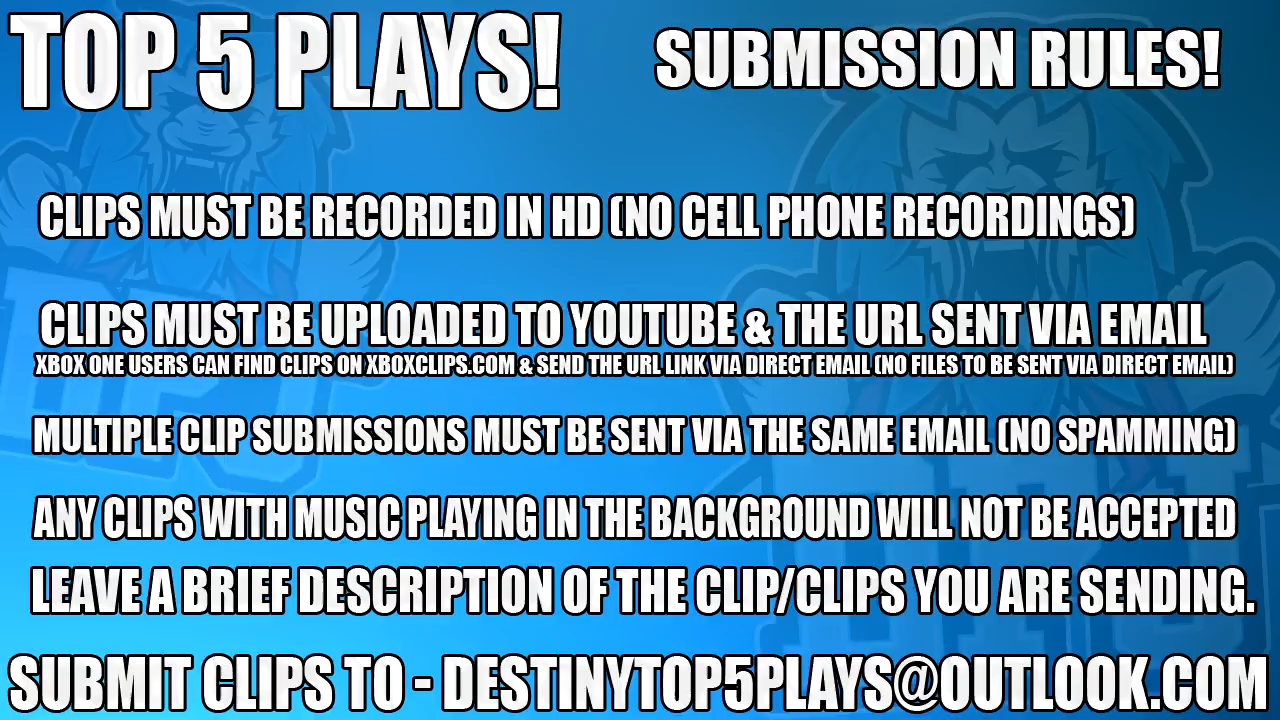 TOP 5 PLAYS!
SUBMISSION RULES!
CLIPS MUST BE RECORDED IN HD (NO CELL PHONE RECORDINGS)
CLIPS MUST BE UPLOADED TO YOUTUBE & THE URL SENT VIA EMAIL
XBOX ONE USERS CAN FIND CLIPS ON XBOXCLIPS.COM & SEND THE URL LINK VIA DIRECT EMAIL (NO FILES TO BE SENT VIA DIRECT EMAIL)
MULTIPLE CLIP SUBMISSIONS MUST BE SENT VIA THE SAME EMAIL (NO SPAMMING)
ANY CLIPS WITH MUSIC PLAYING IN THE BACKGROUND WILL NOT BE ACCEPTED
LEAVE A BRIEF DESCRIPTION OF THE CLIP/CLIPS YOU ARE SENDING.
SUBMIT CLIPS TO - DESTINYTOP5PLAYS@OUTLOOK.COM